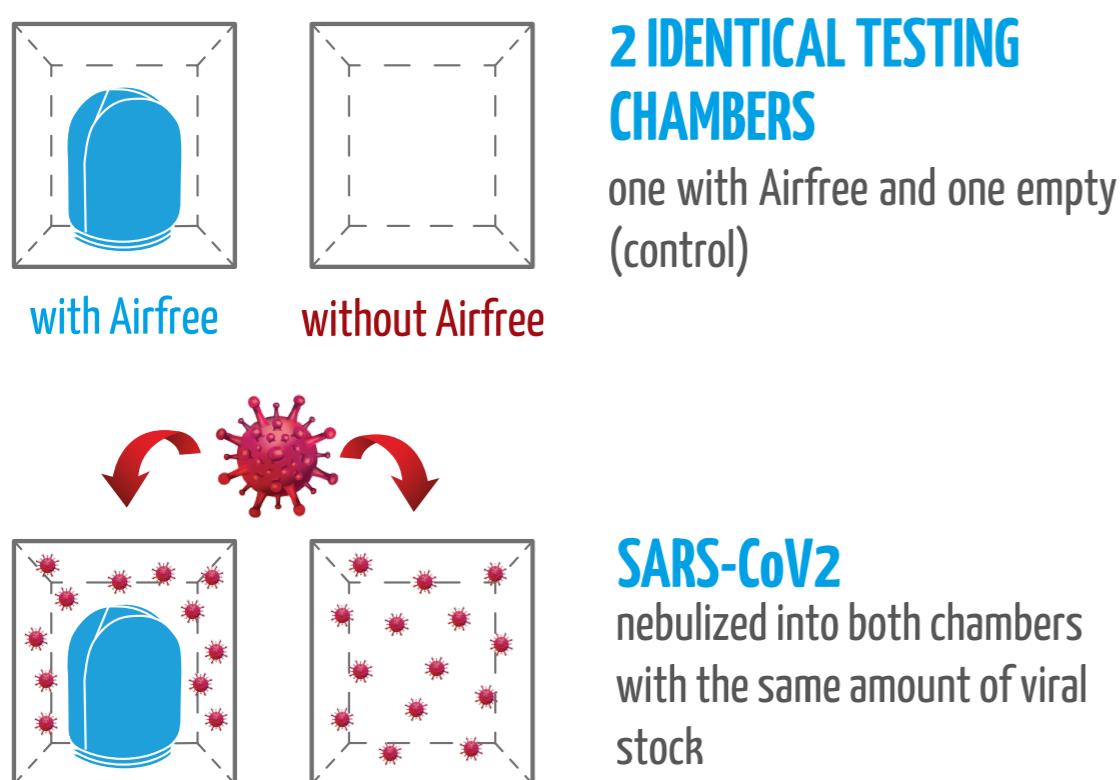 2 IDENTICAL TESTING
CHAMBERS
one with Airfree and one empty
(control)
with Airfree
without Airfree
SARS-CoV2
nebulized into both chambers
with the same amount of viral
stock